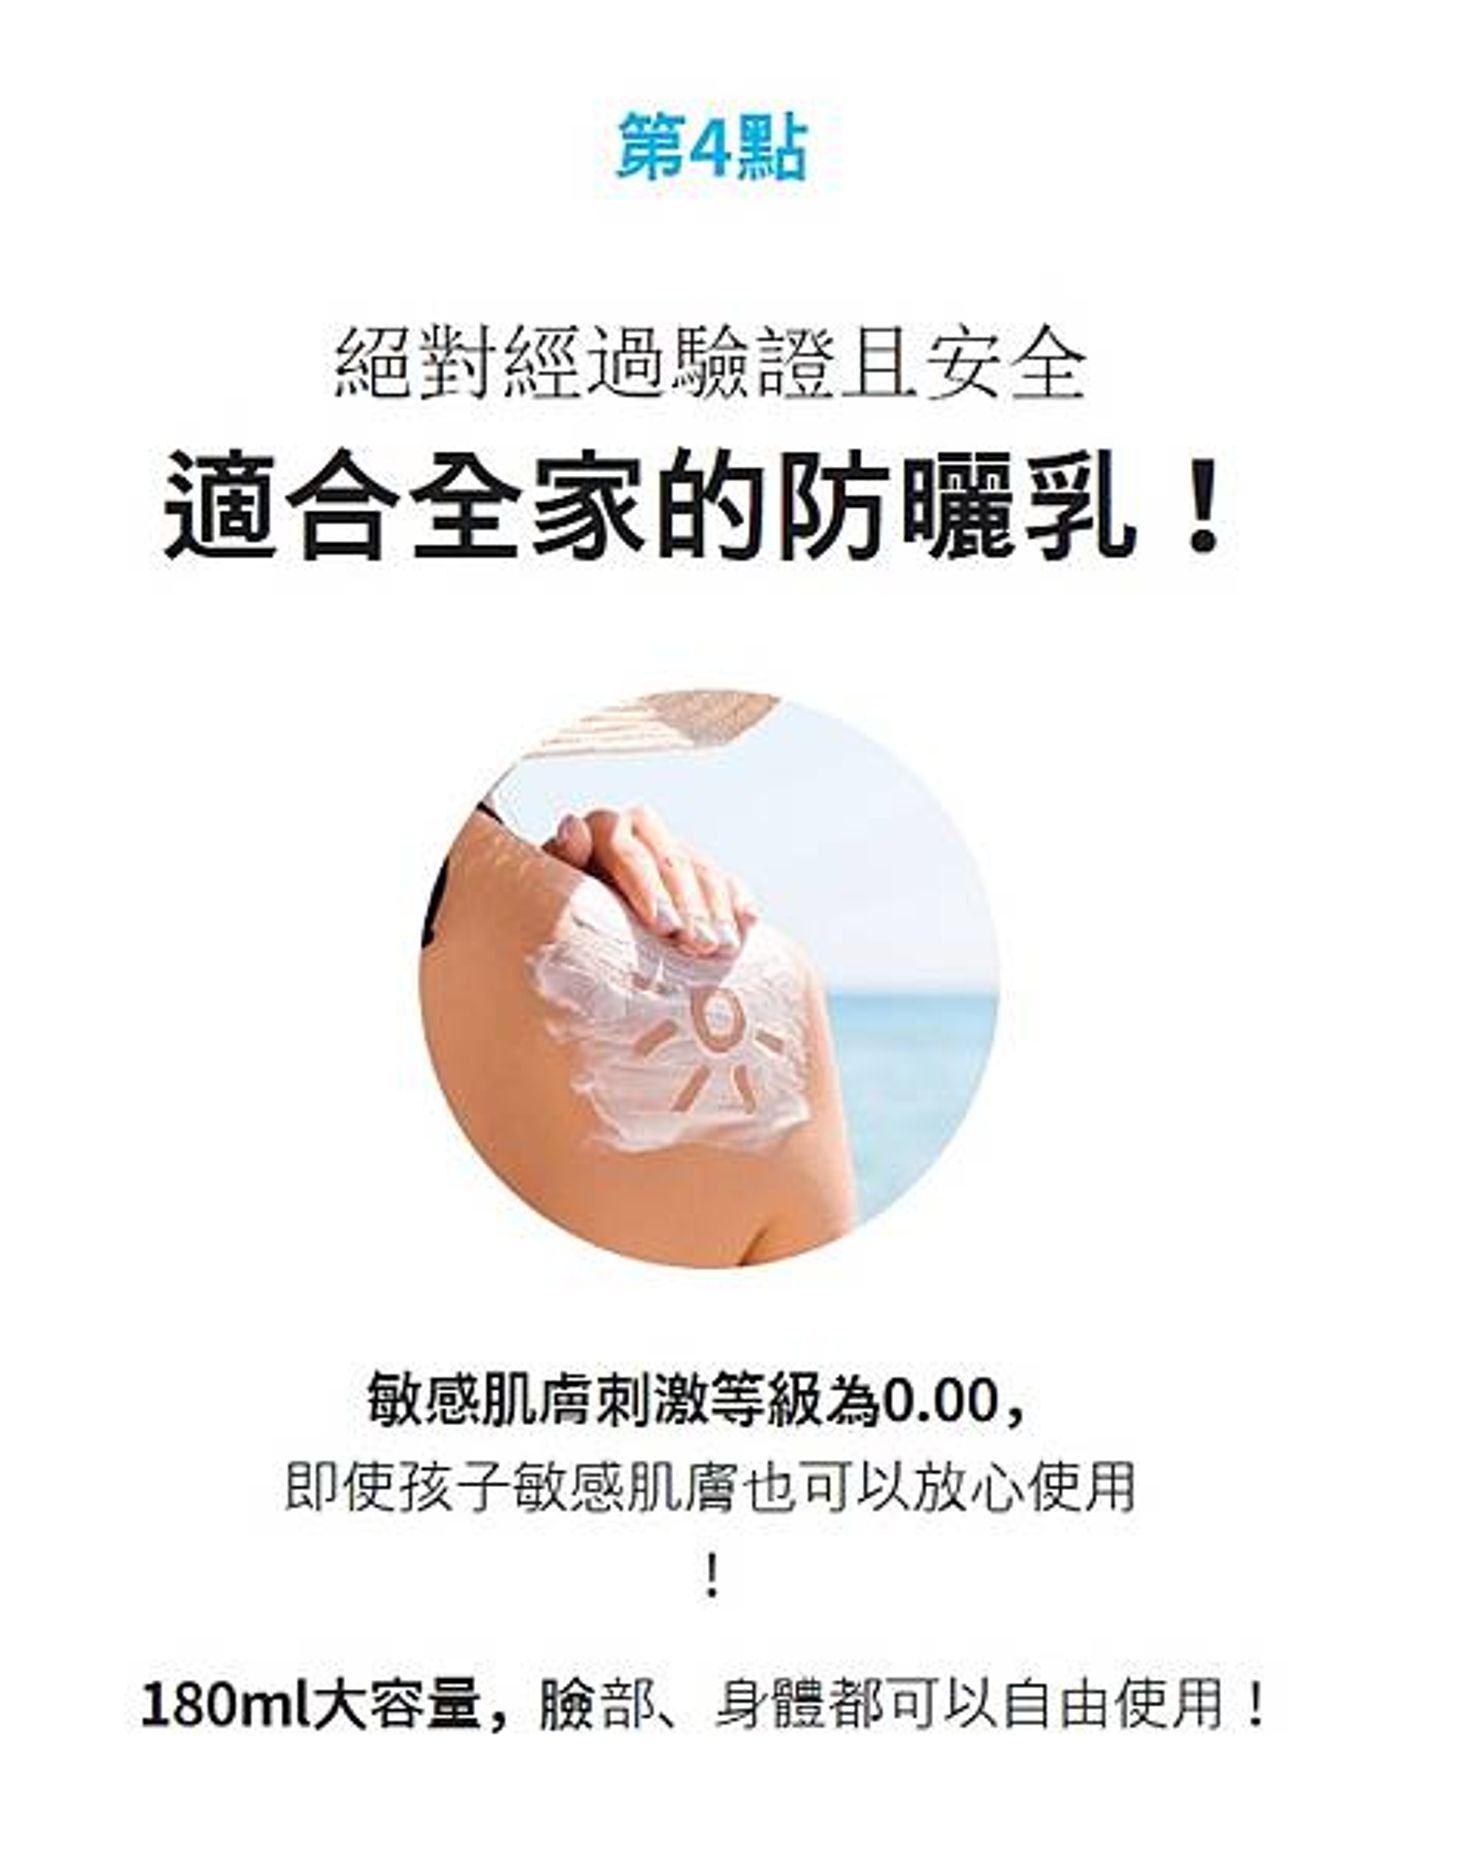 第4點
絕對經過驗證且安全
適合全家的防曬乳！
敏感肌膚刺激等級為0.00，
即使孩子敏感肌膚也可以放心使用
！
180ml大容量，臉部、身體都可以自由使用！